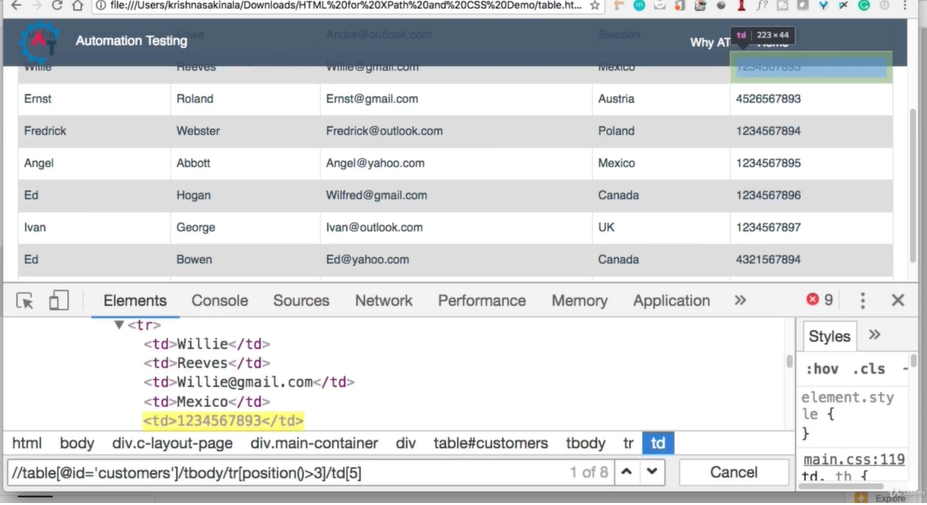 file:///Users/krishnasakinala/Downloads/HTML%20for%20XPath%20and%20CSS%20Demo/table.ht...
Automation Testing
Andre@outlook.com Sweden
Why AT
td 223 × 44
Willie Reeves Willie@gmail.com Mexico 1234567893
Ernst Roland Ernst@gmail.com Austria 4526567893
Fredrick Webster Fredrick@outlook.com Poland 1234567894
Angel Abbott Angel@yahoo.com Mexico 1234567895
Ed Hogan Wilfred@gmail.com Canada 1234567896
Ivan George Ivan@outlook.com UK 1234567897
Ed Bowen Ed@yahoo.com Canada 4321567894
Elements Console Sources Network Performance Memory Application » 9
▼<tr>
<td>Willie</td>
<td>Reeves</td>
<td>Willie@gmail.com</td>
<td>Mexico</td>
<td>1234567893</td>
Styles »
:hov .cls
element.sty
le {
}
main.css:119
td, th {
html body div.c-layout-page div.main-container div table#customers tbody tr td
//table[@id='customers']/tbody/tr[position()>3]/td[5] 1 of 8 Cancel
Explore